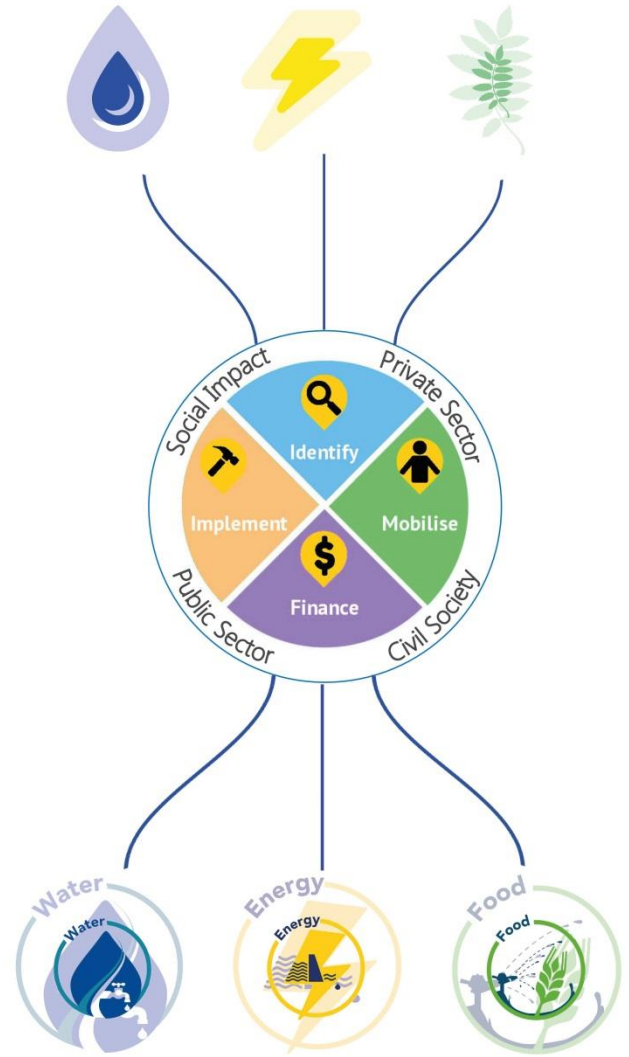 Social Impact
Private Sector
Identify
Implement
Mobilise
$
Finance
Public Sector
Civil Society
Water
Water
Energy
Energy
Food
Food